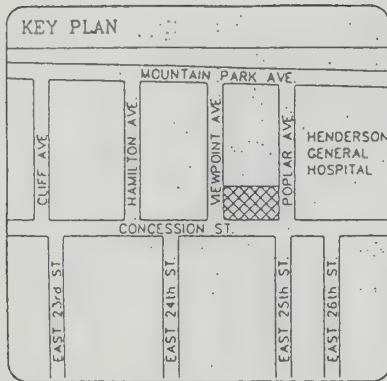 KEY PLAN
MOUNTAIN PARK AVE.
CLIFF AVE
HAMILTON AVE.
VIEWPOINT AVE
POPLAR AVE
HENDERSON
GENERAL
HOSPITAL
CONCESSION ST.
EAST 23rd ST.
EAST 24th ST.
EAST 25th ST.
EAST 26th ST.